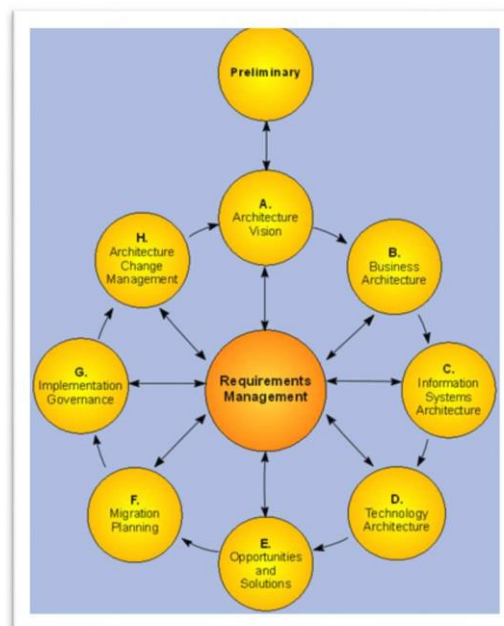 Preliminary
A.
Architecture
Vision
B.
Business
Architecture
C.
Information
Systems
Architecture
D.
Technology
Architecture
E.
Opportunities
and
Solutions
F.
Migration
Planning
G.
Implementation
Governance
H.
Architecture
Change
Management
Requirements
Management